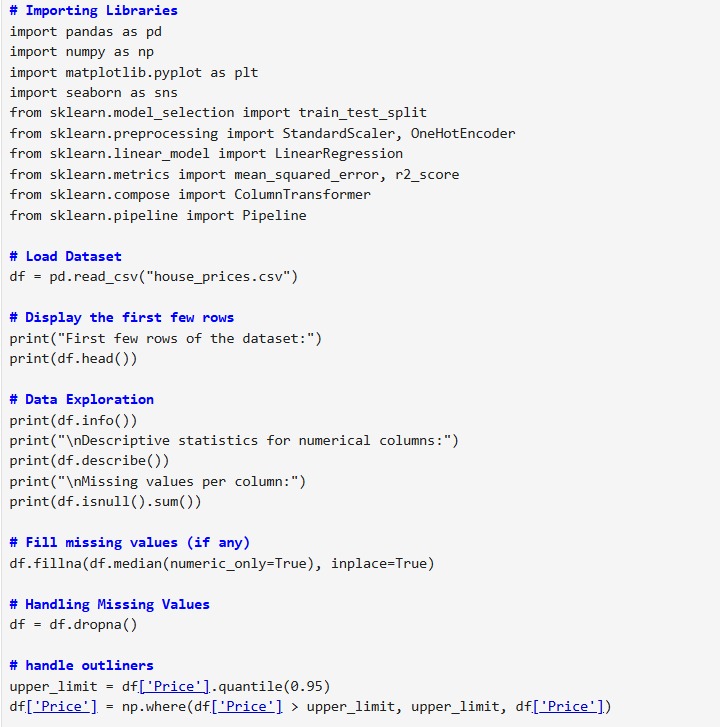 # Importing Libraries
import pandas as pd
import numpy as np
import matplotlib.pyplot as plt
import seaborn as sns
from sklearn.model_selection import train_test_split
from sklearn.preprocessing import StandardScaler, OneHotEncoder
from sklearn.linear_model import LinearRegression
from sklearn.metrics import mean_squared_error, r2_score
from sklearn.compose import ColumnTransformer
from sklearn.pipeline import Pipeline
# Load Dataset
df = pd.read_csv("house_prices.csv")
# Display the first few rows
print("First few rows of the dataset:")
print(df.head())
# Data Exploration
print(df.info())
print("\nDescriptive statistics for numerical columns:")
print(df.describe())
print("\nMissing values per column:")
print(df.isnull().sum())
# Fill missing values (if any)
df.fillna(df.median(numeric_only=True), inplace=True)
# Handling Missing Values
df = df.dropna()
# handle outliners
upper_limit = df['Price'].quantile(0.95)
df['Price'] = np.where(df['Price'] > upper_limit, upper_limit, df['Price'])